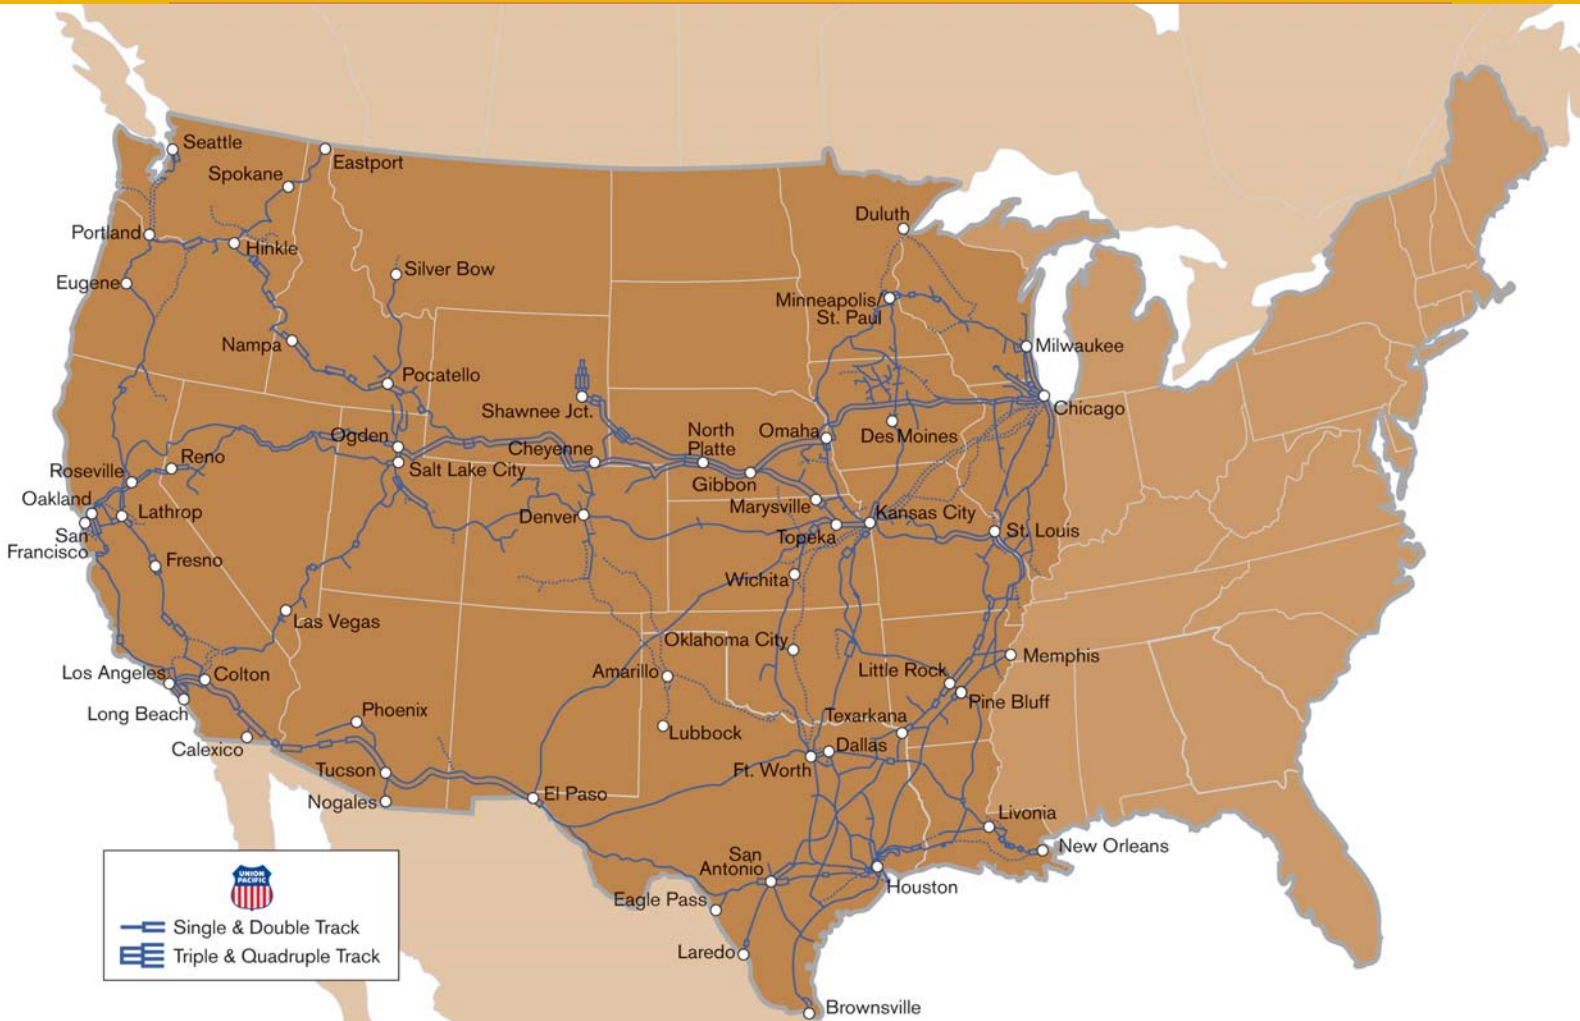 Seattle
Eastport
Spokane
Duluth
Portland
Hinkle
Silver Bow
Eugene
Minneapolis/
St. Paul
Nampa
Milwaukee
Pocatello
Shawnee Jct.
Chicago
North
Platte
Omaha
Des Moines
Ogden
Cheyenne
Reno
Roseville
Salt Lake City
Gibbon
Oakland
Marysville
Lathrop
Denver
Kansas City
San
Francisco
Topeka
St. Louis
Fresno
Wichita
Las Vegas
Oklahoma City
Memphis
Los Angeles
Colton
Amarillo
Little Rock
Pine Bluff
Long Beach
Phoenix
Texarkana
Lubbock
Calexico
Dallas
Tucson
Ft. Worth
Nogales
El Paso
Livonia
New Orleans
San
Antonio
Houston
Eagle Pass
Laredo
Brownsville
UNION
PACIFIC
Single & Double Track
Triple & Quadruple Track